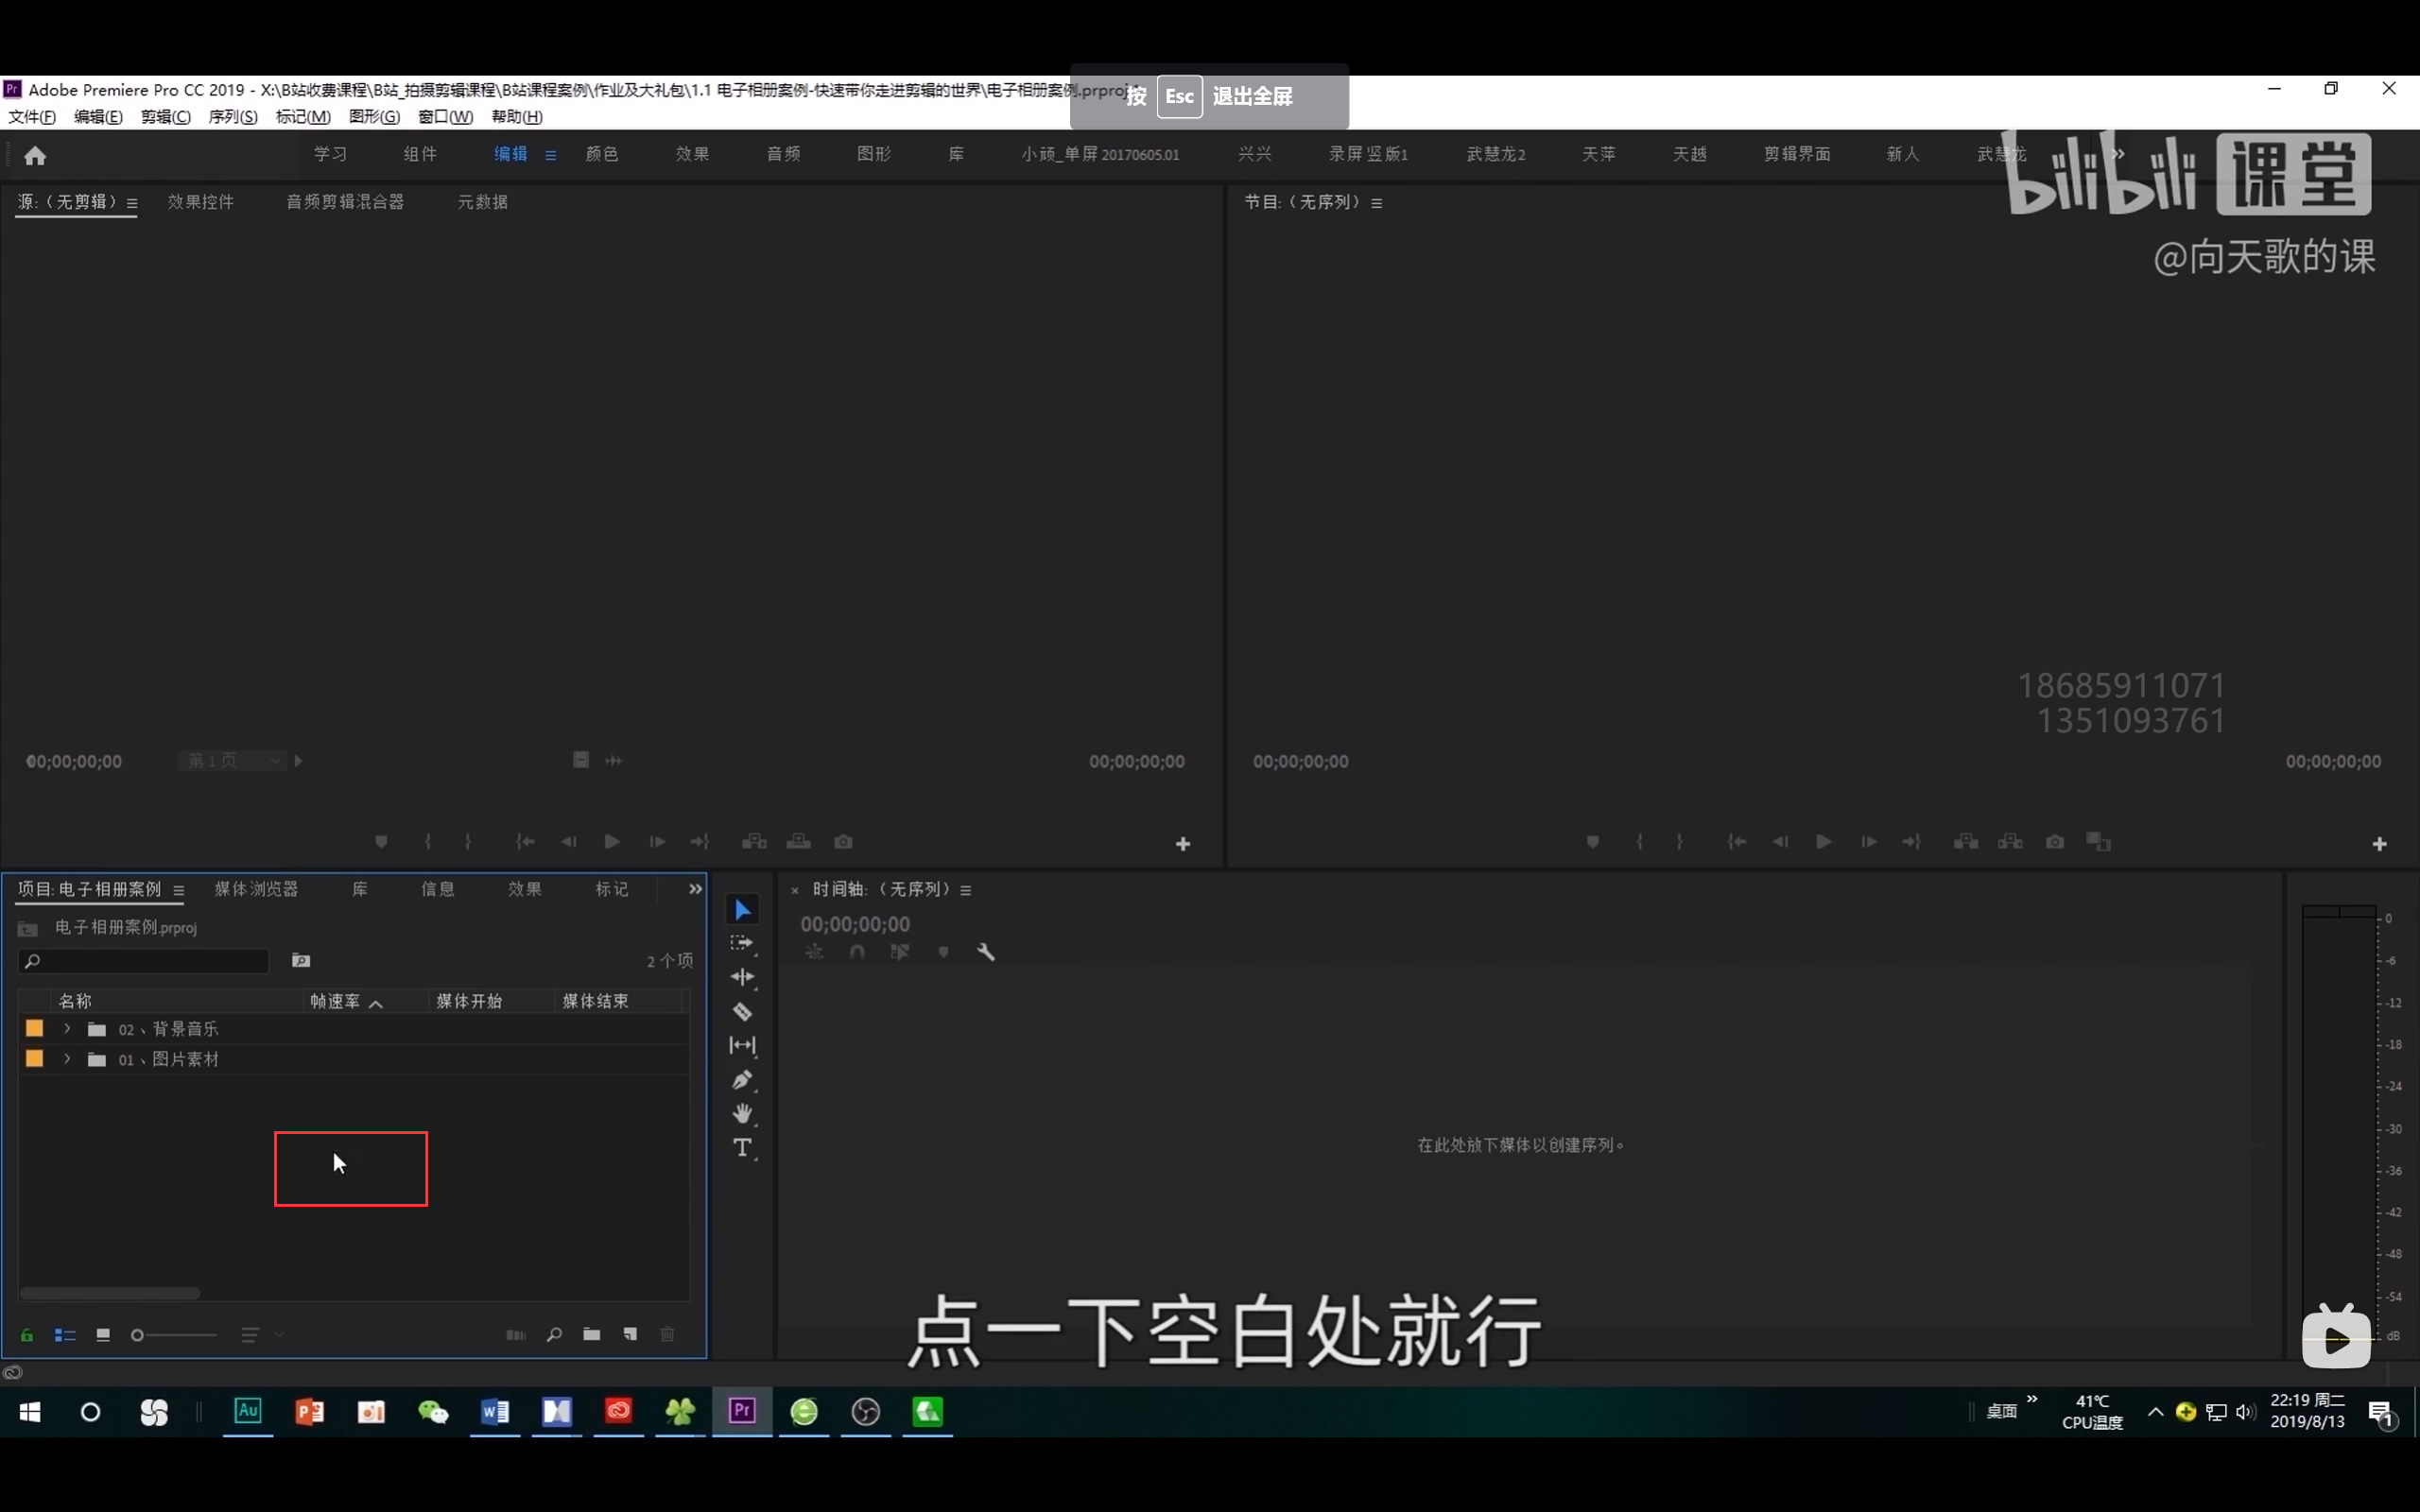 Adobe Premiere Pro CC 2019 - X:\B站收费课程\B站_拍摄剪辑课程\B站课程案例\作业及大礼包\1.1 电子相册案例-快速带你走进剪辑的世界\电子相册案例.prproj
按 Esc 退出全屏
文件(F) 编辑(E) 剪辑(C) 序列(S) 标记(M) 图形(G) 窗口(W) 帮助(H)
学习 组件 编辑 颜色 效果 音频 图形 库 小顽_单屏20170605.01 兴兴 录屏竖版1 武慧龙2 天萍 天越 剪辑界面 新人 武慧龙
bilibili 课堂
@向天歌的课
源:（无剪辑） 效果控件 音频剪辑混合器 元数据
节目:（无序列）
18685911071
1351093761
00;00;00;00 第1页 00;00;00;00
00;00;00;00 00;00;00;00
项目:电子相册案例 媒体浏览器 库 信息 效果 标记
电子相册案例.prproj
2 个项
名称 帧速率 媒体开始 媒体结束
02、背景音乐
01、图片素材
× 时间轴:（无序列）
00;00;00;00
在此处放下媒体以创建序列。
0
-6
-12
-18
-24
-30
-36
-42
-48
-54
dB
点一下空白处就行
Au Pr
桌面
41℃
CPU温度
22:19 周二
2019/8/13
1